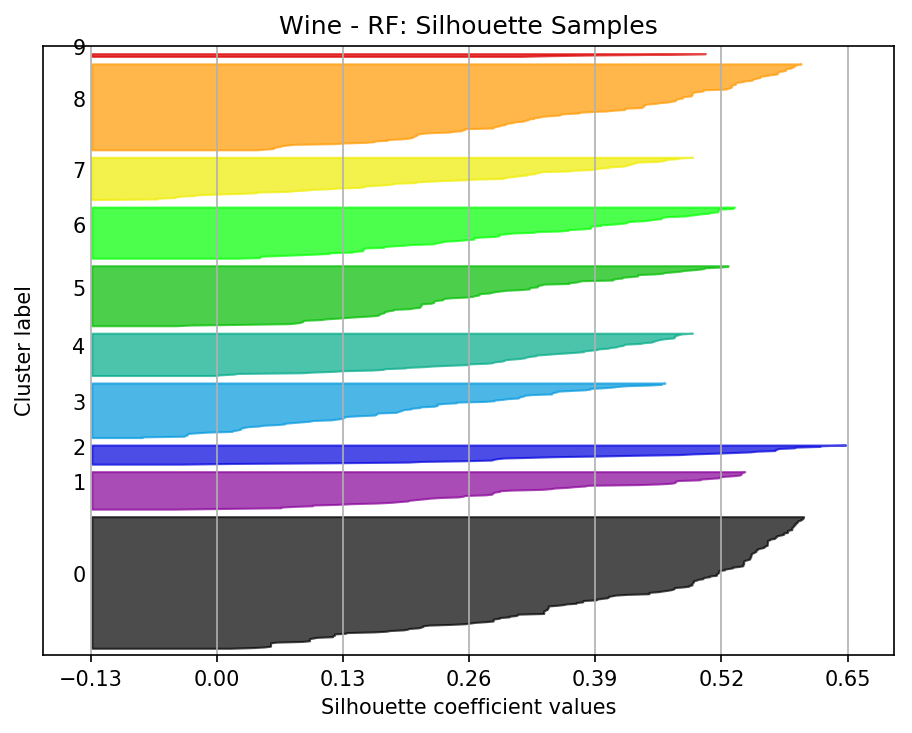 Wine - RF: Silhouette Samples
9
8
7
6
5
4
3
2
1
0
Cluster label
−0.13 0.00 0.13 0.26 0.39 0.52 0.65
Silhouette coefficient values